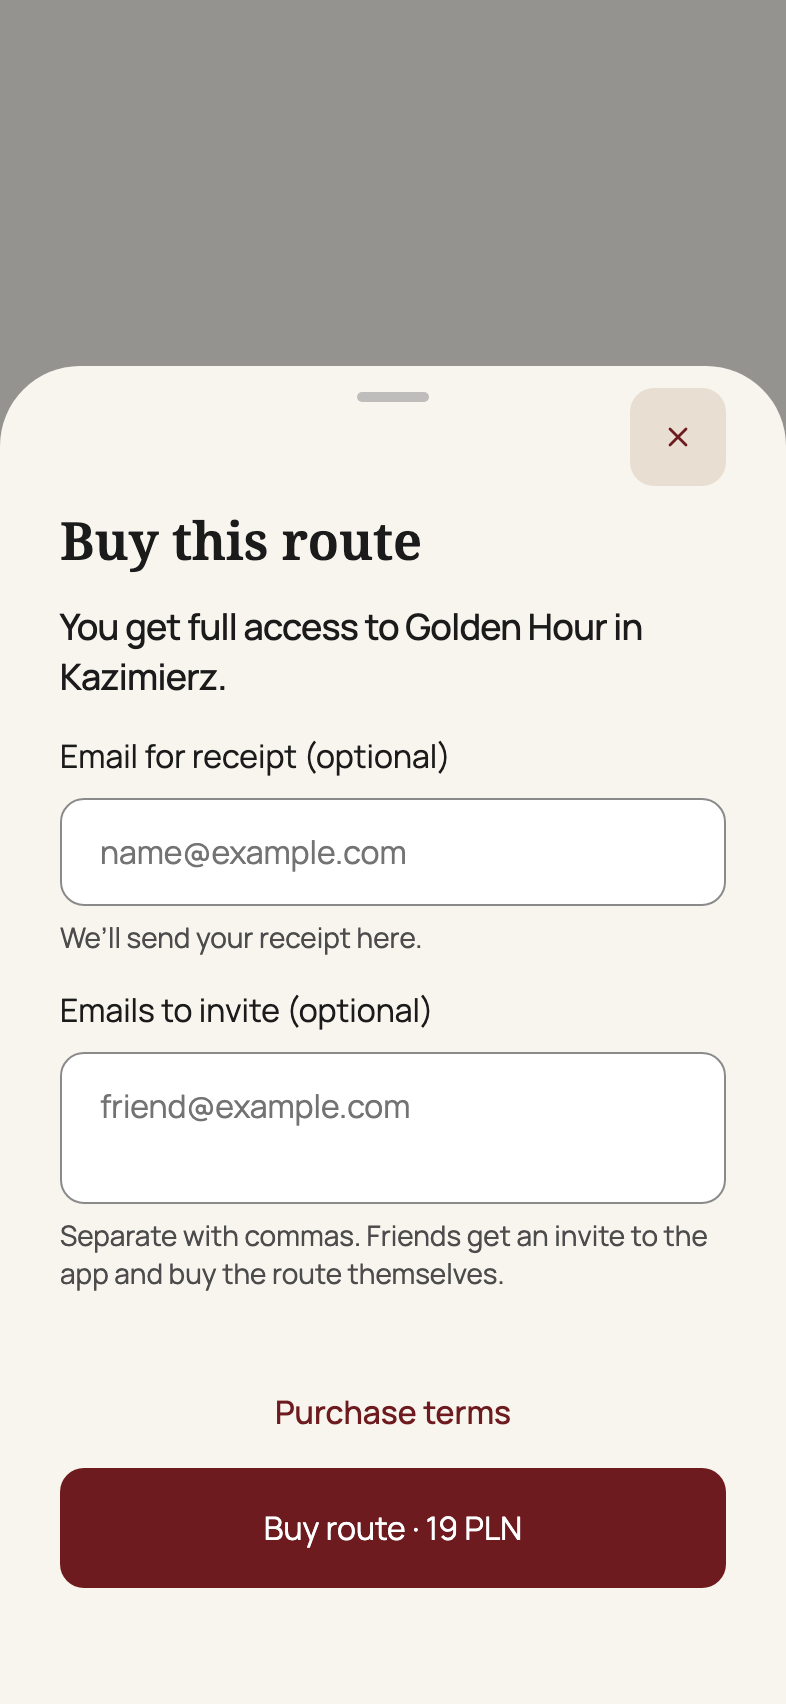 Buy this route
You get full access to Golden Hour in
Kazimierz.
Email for receipt (optional)
name@example.com
We’ll send your receipt here.
Emails to invite (optional)
friend@example.com
Separate with commas. Friends get an invite to the
app and buy the route themselves.
Purchase terms
Buy route · 19 PLN